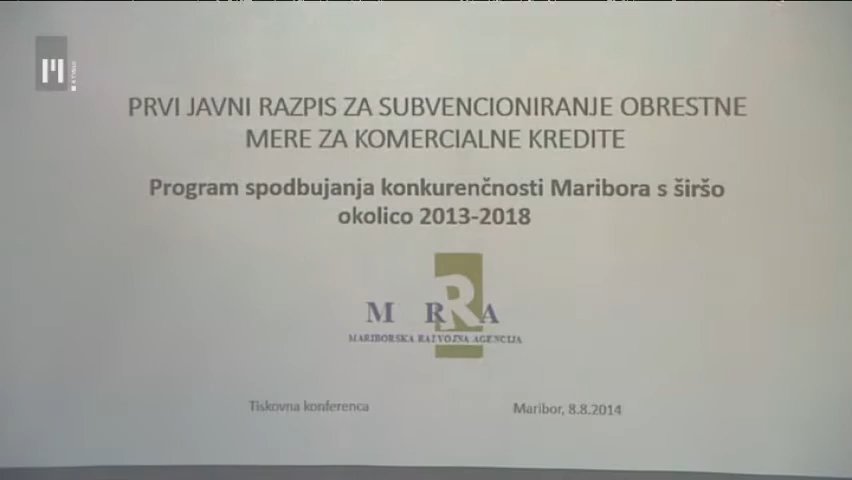 PRVI JAVNI RAZPIS ZA SUBVENCIONIRANJE OBRESTNE
MERE ZA KOMERCIALNE KREDITE
Program spodbujanja konkurenčnosti Maribora s širšo
okolico 2013-2018
M R R A
MARIBORSKA RAZVOJNA AGENCIJA
Tiskovna konferenca
Maribor, 8.8.2014